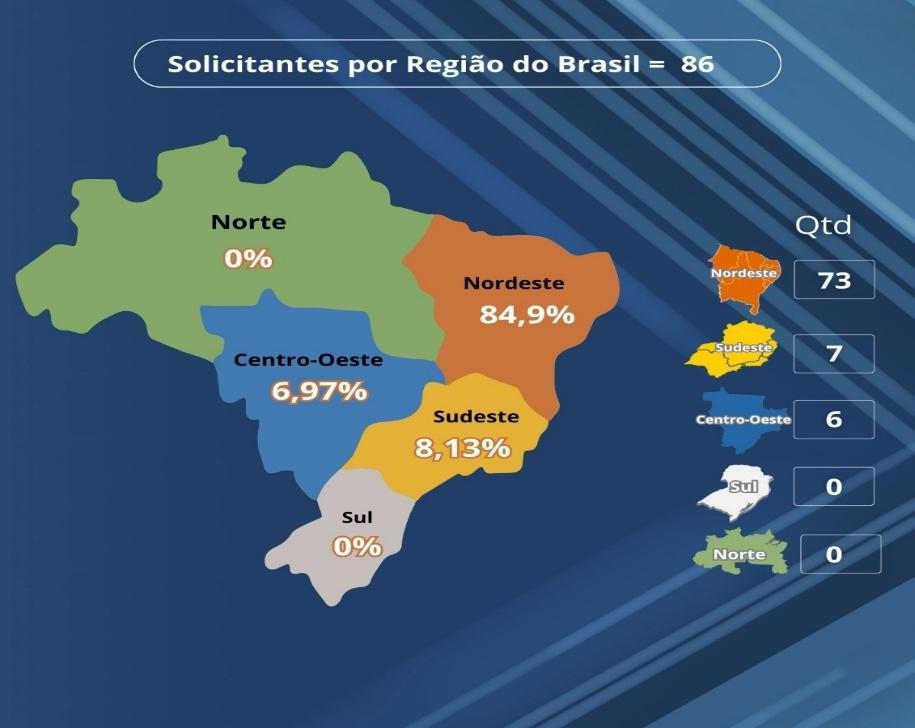 Solicitantes por Região do Brasil = 86
Norte
0%
Nordeste
84,9%
Centro-Oeste
6,97%
Sudeste
8,13%
Sul
0%
Qtd
Nordeste 73
Sudeste 7
Centro-Oeste 6
Sul 0
Norte 0